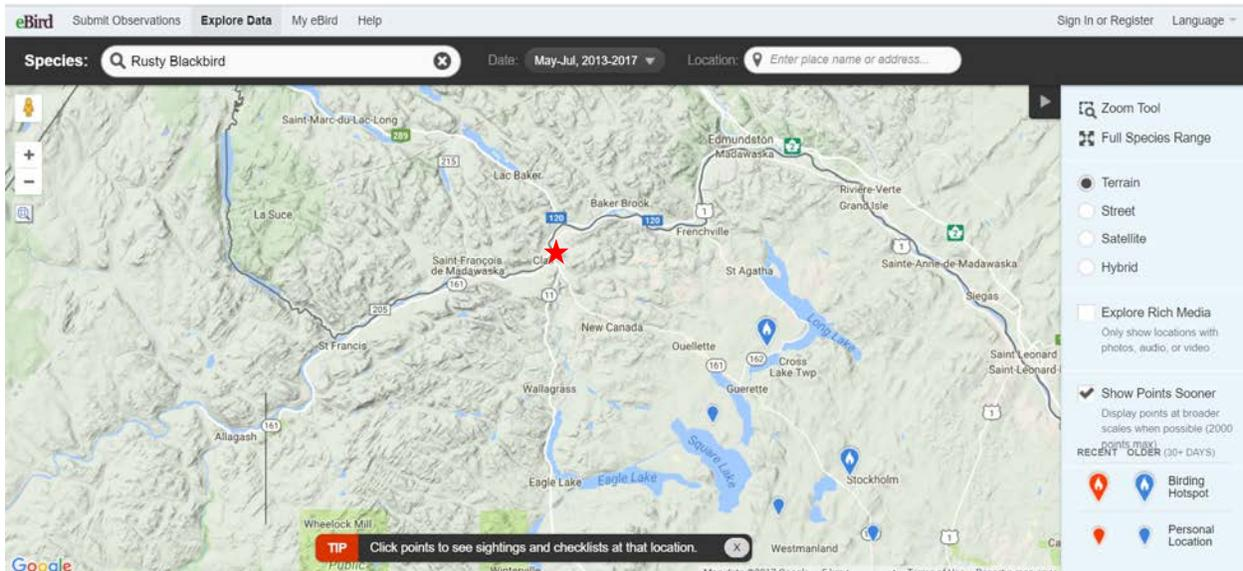 eBird Submit Observations Explore Data My eBird Help Sign In or Register Language
Species: Rusty Blackbird Date: May-Jul, 2013-2017 Location: Enter place name or address...
Saint-Marc-du-Lac-Long
289
215
Lac Baker
Edmundston
2
Madawaska
Baker Brook
120
120
1
Frenchville
Rivière-Verte
Grand Isle
2
1
La Suce
Saint-François
de Madawaska
161
St Agatha
Sainte-Anne-de-Madawaska
11
205
Siegas
Long Lake
New Canada
St Francis
Ouellette
161
162
Cross
Lake Twp
Guerette
Saint Leonard
Saint-Léonard
Wallagrass
1
Allagash
161
Square Lake
Eagle Lake
Eagle Lake
Stockholm
Wheelock Mill
Public
Westmanland
1
TIP Click points to see sightings and checklists at that location. X
Google
Zoom Tool
Full Species Range
Terrain
Street
Satellite
Hybrid
Explore Rich Media
Only show locations with
photos, audio, or video
Show Points Sooner
Display points at broader
scales when possible (2000
points max)
RECENT OLDER (30+ DAYS)
Birding
Hotspot
Personal
Location